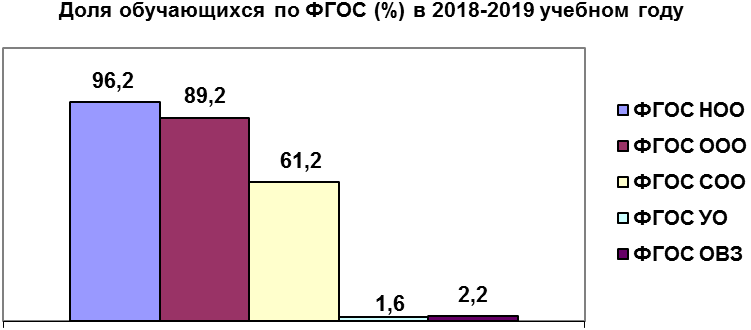 Доля обучающихся по ФГОС (%) в 2018-2019 учебном году
96,2
89,2
61,2
1,6
2,2
ФГОС НОО
ФГОС ООО
ФГОС СОО
ФГОС УО
ФГОС ОВЗ